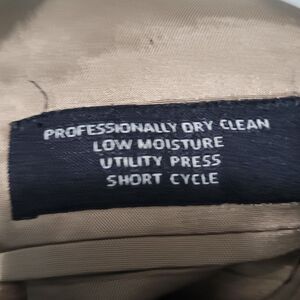 PROFESSIONALLY DRY CLEAN
LOW MOISTURE
UTILITY PRESS
SHORT CYCLE